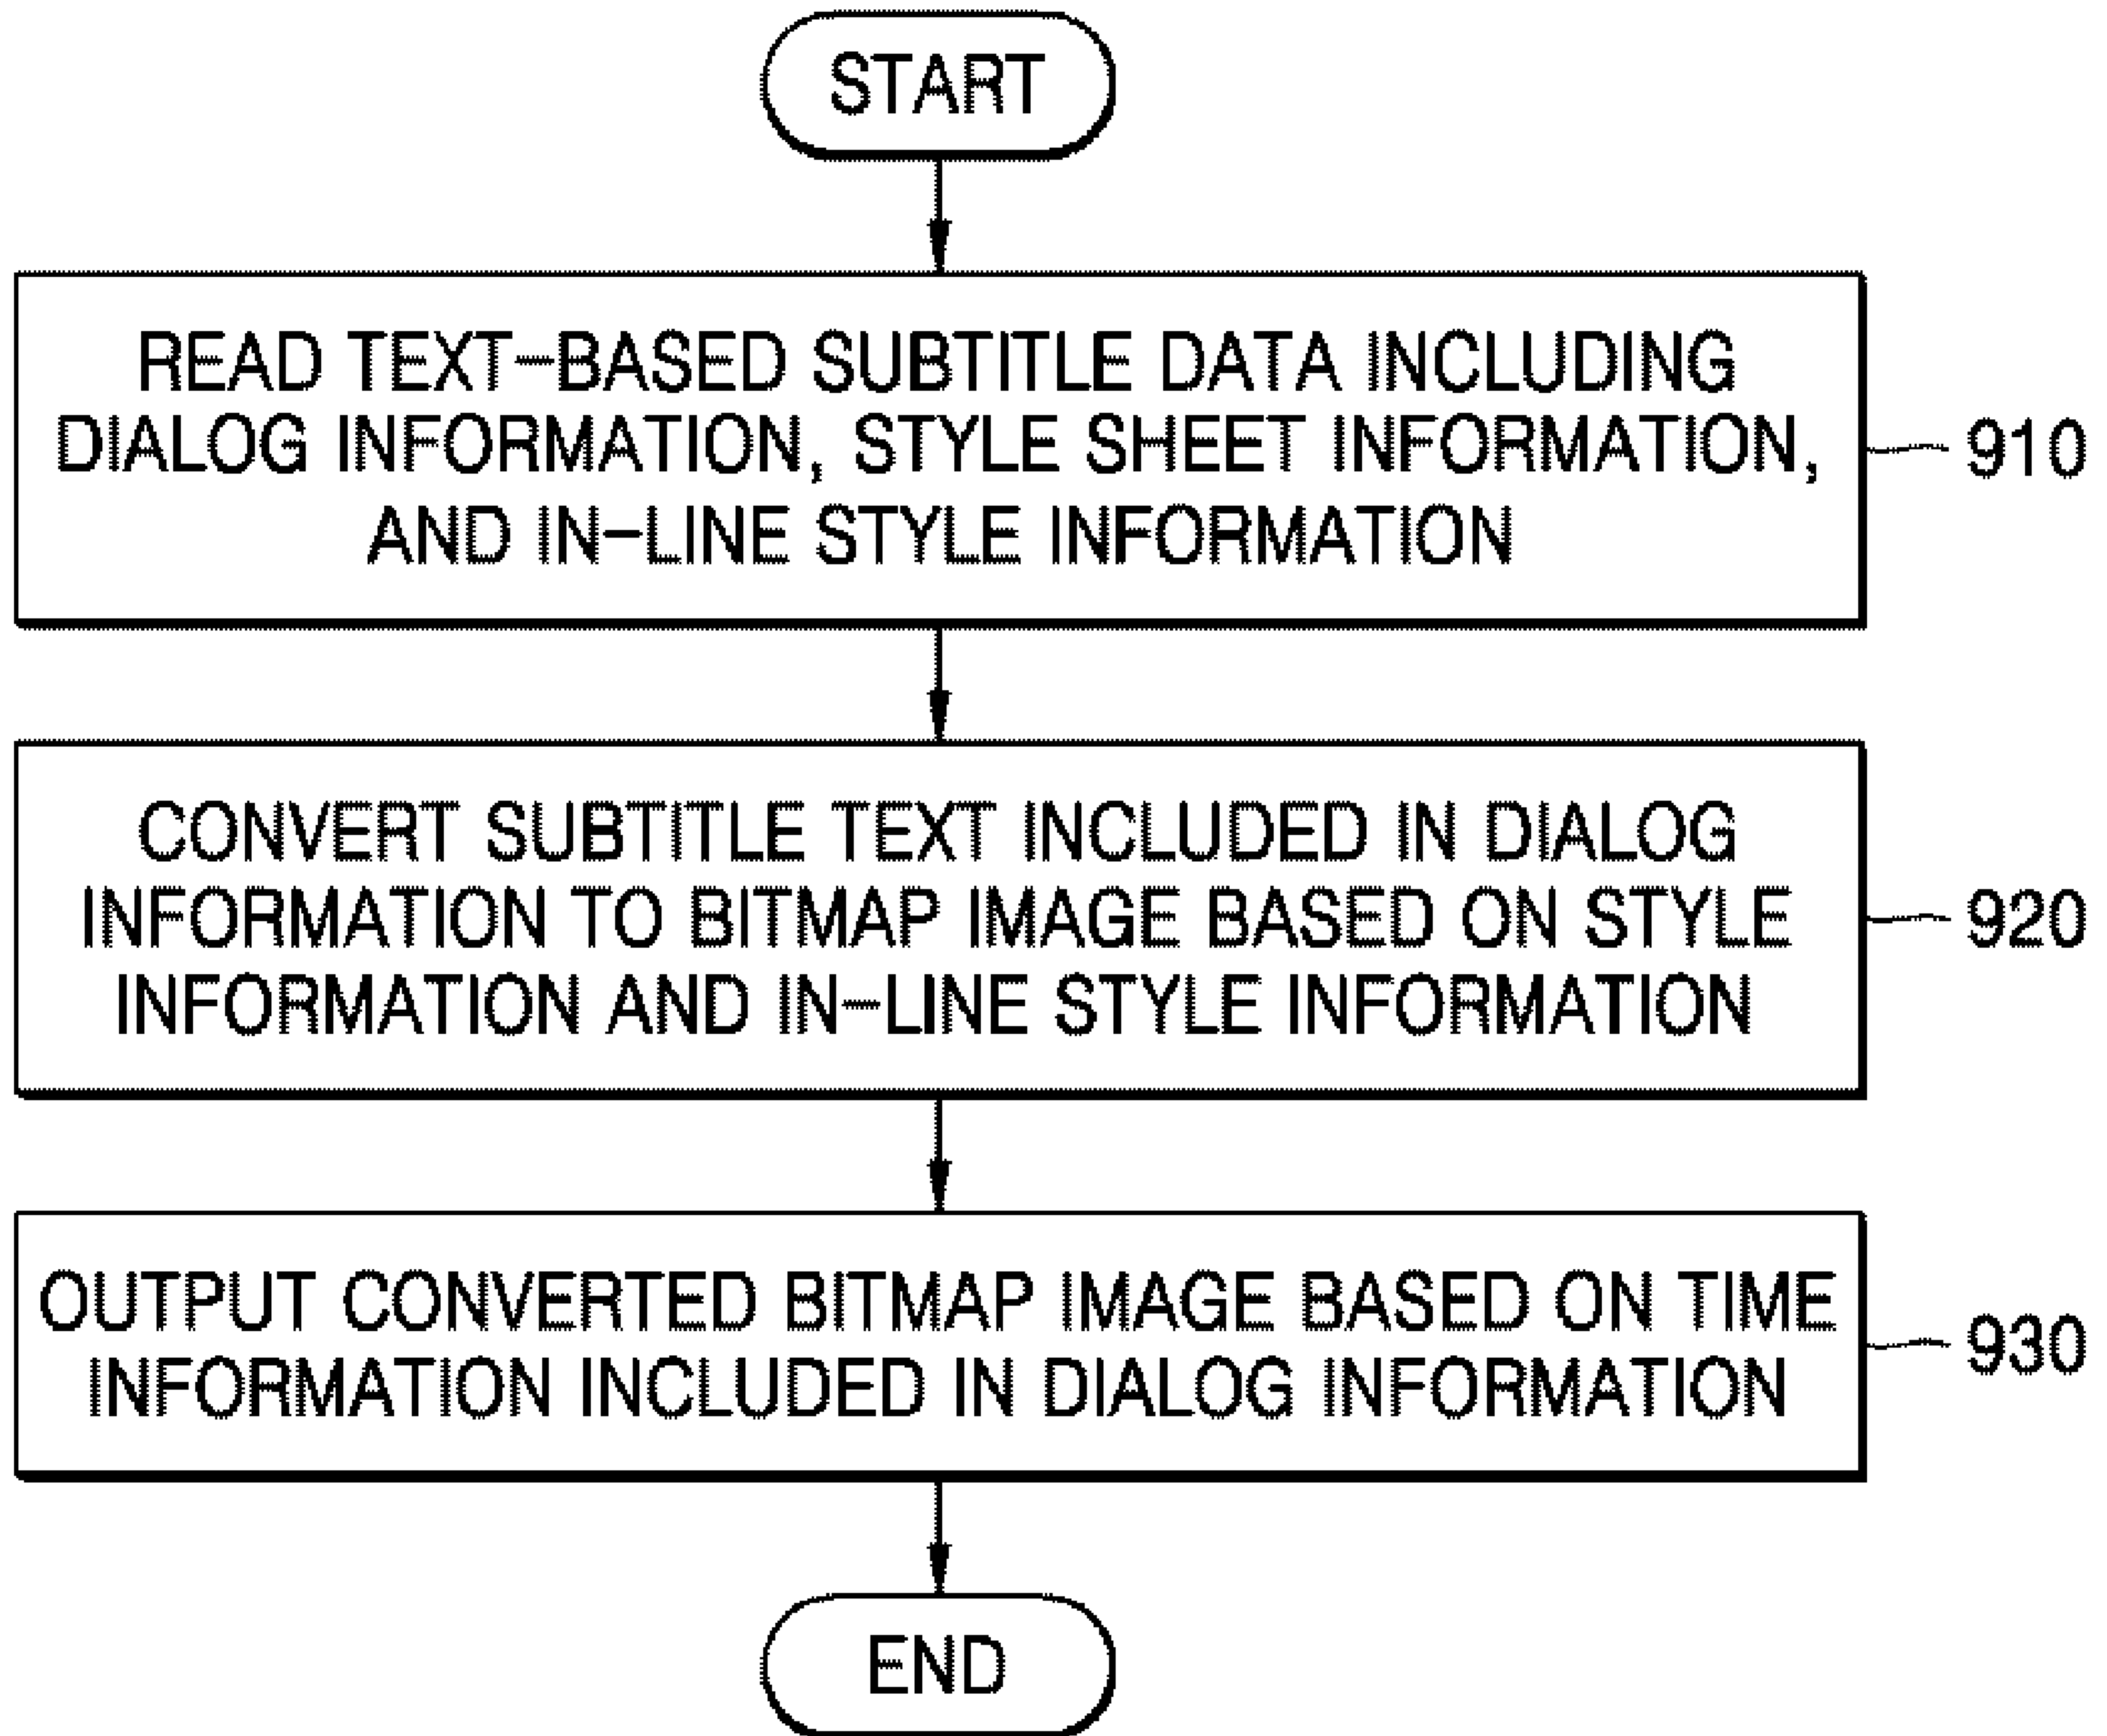 START
READ TEXT-BASED SUBTITLE DATA INCLUDING
DIALOG INFORMATION, STYLE SHEET INFORMATION,
AND IN-LINE STYLE INFORMATION
910
CONVERT SUBTITLE TEXT INCLUDED IN DIALOG
INFORMATION TO BITMAP IMAGE BASED ON STYLE
INFORMATION AND IN-LINE STYLE INFORMATION
920
OUTPUT CONVERTED BITMAP IMAGE BASED ON TIME
INFORMATION INCLUDED IN DIALOG INFORMATION
930
END